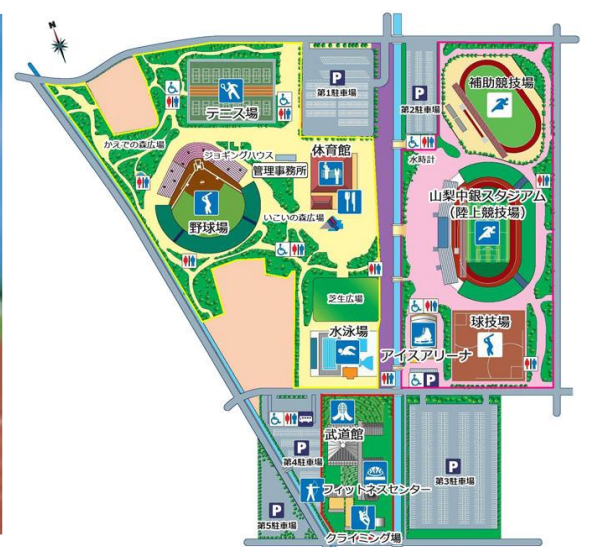 N
P
第1駐車場
P
第2駐車場
補助競技場
テニス場
かえでの森広場
ジョギングハウス
管理事務所
体育館
水時計
山梨中銀スタジアム
(陸上競技場)
野球場
いこいの森広場
芝生広場
水泳場
アイスアリーナ
球技場
P
武道館
P
第4駐車場
フィットネスセンター
P
第3駐車場
P
第5駐車場
クライミング場